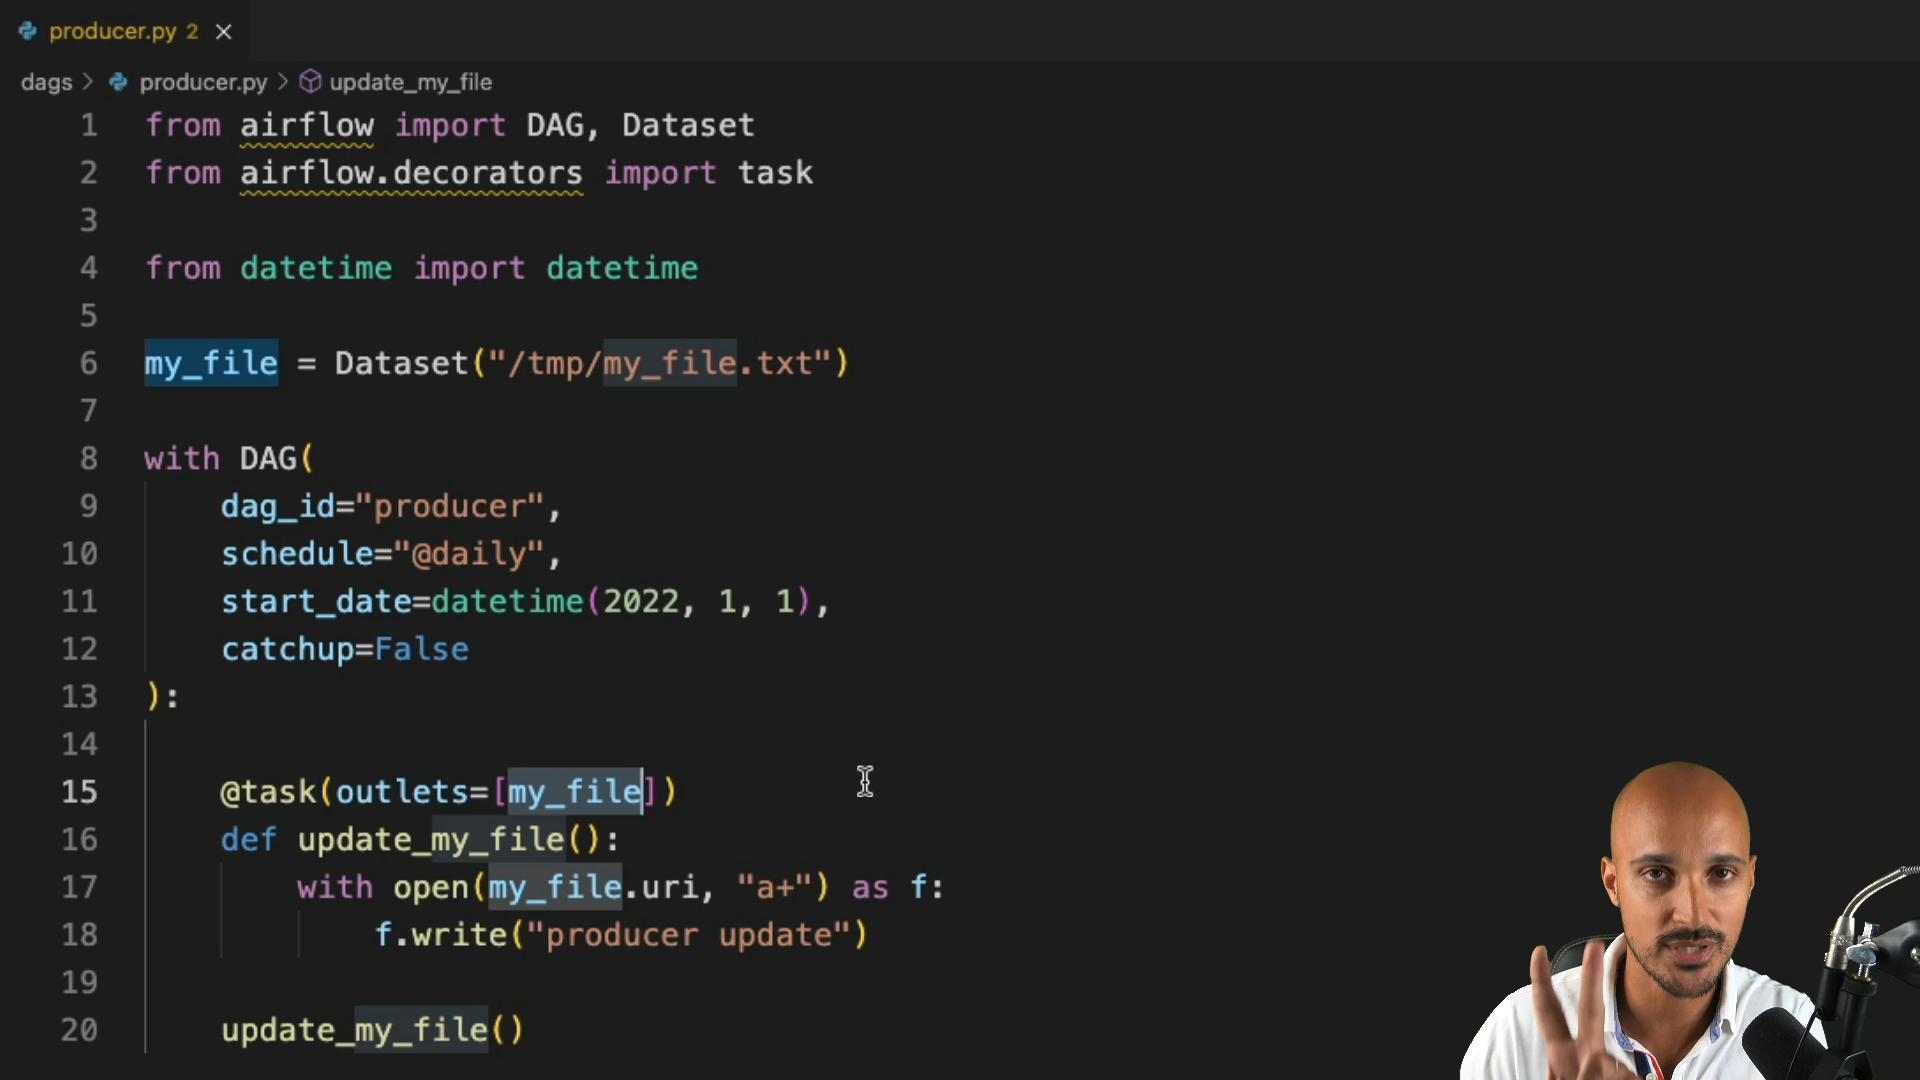 producer.py 2
dags > producer.py > update_my_file
1 from airflow import DAG, Dataset
2 from airflow.decorators import task
3
4 from datetime import datetime
5
6 my_file = Dataset("/tmp/my_file.txt")
7
8 with DAG(
9     dag_id="producer",
10     schedule="@daily",
11     start_date=datetime(2022, 1, 1),
12     catchup=False
13 ):
14
15     @task(outlets=[my_file])
16     def update_my_file():
17         with open(my_file.uri, "a+") as f:
18             f.write("producer update")
19
20     update_my_file()